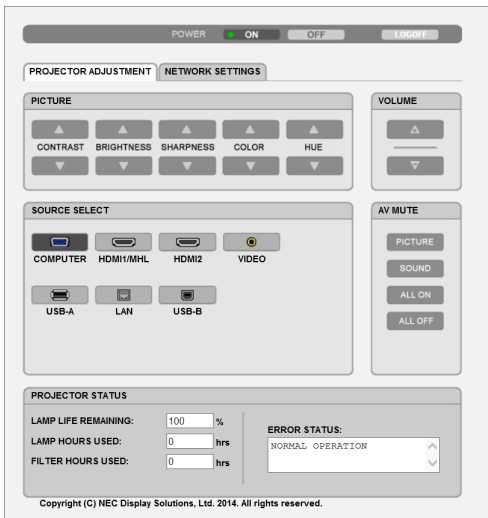 POWER ON OFF LOGOFF
PROJECTOR ADJUSTMENT NETWORK SETTINGS
PICTURE
CONTRAST BRIGHTNESS SHARPNESS COLOR HUE
VOLUME
SOURCE SELECT
COMPUTER HDMI1/MHL HDMI2 VIDEO
USB-A LAN USB-B
AV MUTE
PICTURE
SOUND
ALL ON
ALL OFF
PROJECTOR STATUS
LAMP LIFE REMAINING: 100 %
LAMP HOURS USED: 0 hrs
FILTER HOURS USED: 0 hrs
ERROR STATUS:
NORMAL OPERATION
Copyright (C) NEC Display Solutions, Ltd. 2014. All rights reserved.